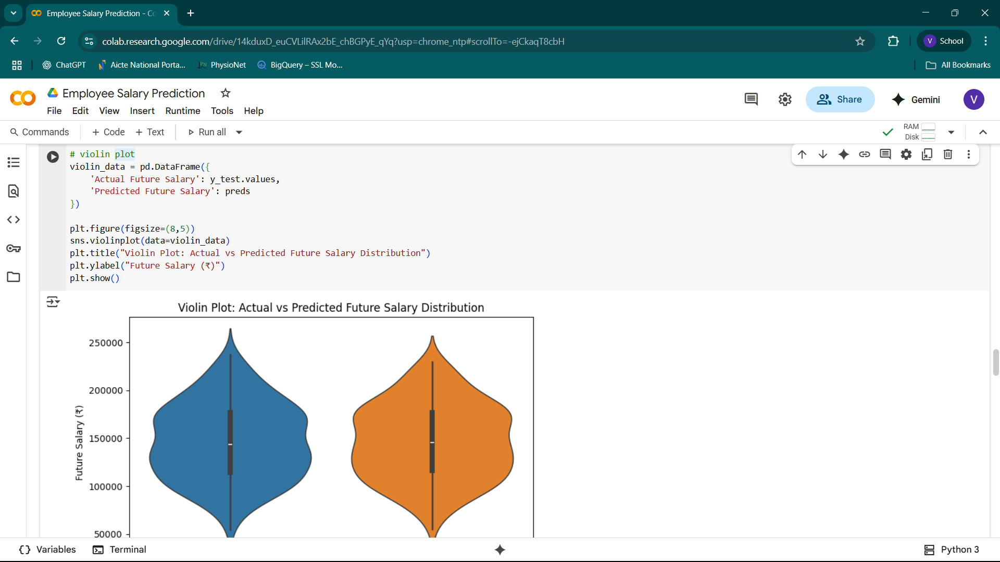 Employee Salary Prediction - Co
colab.research.google.com/drive/14kduxD_euCVLilRAx2bE_chBGPyE_qYq?usp=chrome_ntp#scrollTo=-ejCkaqT8cbH
V School
ChatGPT
Aicte National Porta...
PhysioNet
BigQuery – SSL Mo...
All Bookmarks
Employee Salary Prediction
File Edit View Insert Runtime Tools Help
Share
Gemini
V
Commands
+ Code + Text
Run all
RAM
Disk
# violin plot
violin_data = pd.DataFrame({
    'Actual Future Salary': y_test.values,
    'Predicted Future Salary': preds
})
plt.figure(figsize=(8,5))
sns.violinplot(data=violin_data)
plt.title("Violin Plot: Actual vs Predicted Future Salary Distribution")
plt.ylabel("Future Salary (₹)")
plt.show()
Violin Plot: Actual vs Predicted Future Salary Distribution
250000
200000
150000
100000
50000
Future Salary (₹)
Variables
Terminal
Python 3